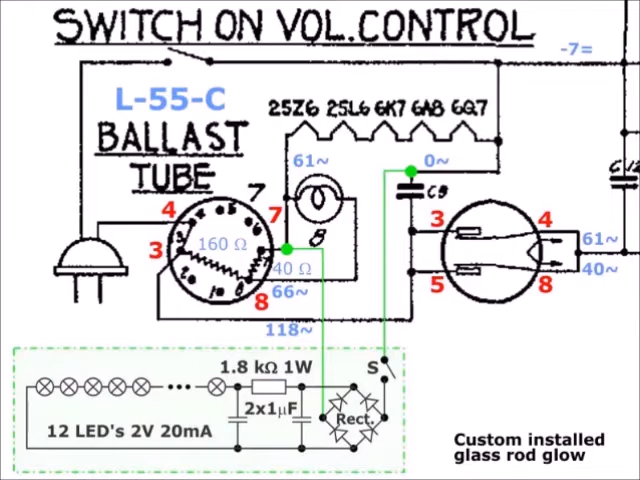 SWITCH ON VOL.CONTROL
-7=
L-55-C
25Z6 25L6 6K7 6A8 6Q7
BALLAST
TUBE
61~
0~
7
C9
4
7
3
4
3
160 Ω
8
61~
40 Ω
5
8
40~
66~
8
118~
1.8 kΩ 1W
S
2x1μF
Rect.
12 LED's 2V 20mA
Custom installed
glass rod glow